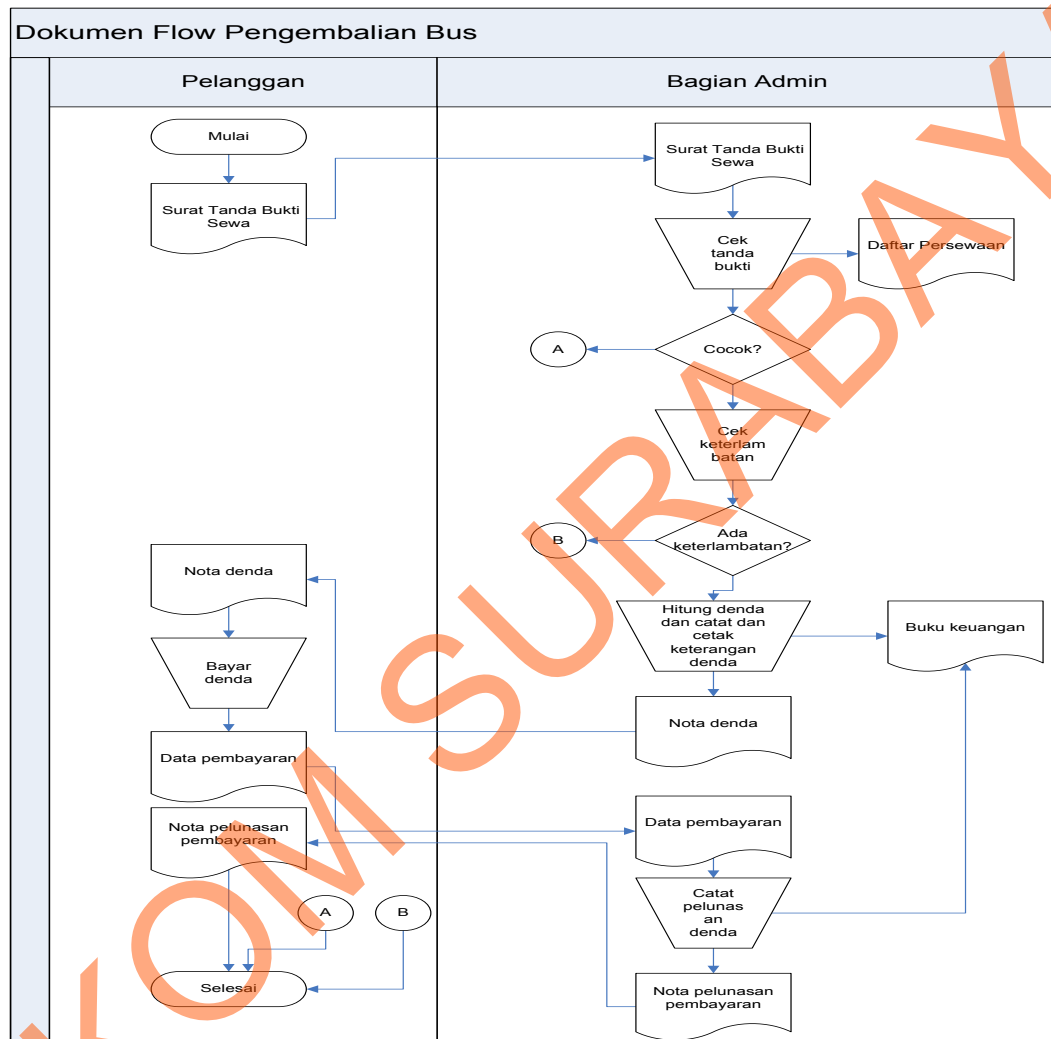 Dokumen Flow Pengembalian Bus
Pelanggan
Bagian Admin
Mulai
Surat Tanda Bukti
Sewa
Surat Tanda Bukti
Sewa
Cek
tanda
bukti
Daftar Persewaan
A
Cocok?
Cek
keterlam
batan
B
Ada
keterlambatan?
Nota denda
Hitung denda
dan catat dan
cetak
keterangan
denda
Buku keuangan
Bayar
denda
Nota denda
Data pembayaran
Data pembayaran
Nota pelunasan
pembayaran
Catat
pelunas
an
denda
A
B
Selesai
Nota pelunasan
pembayaran
KOM SURABAY